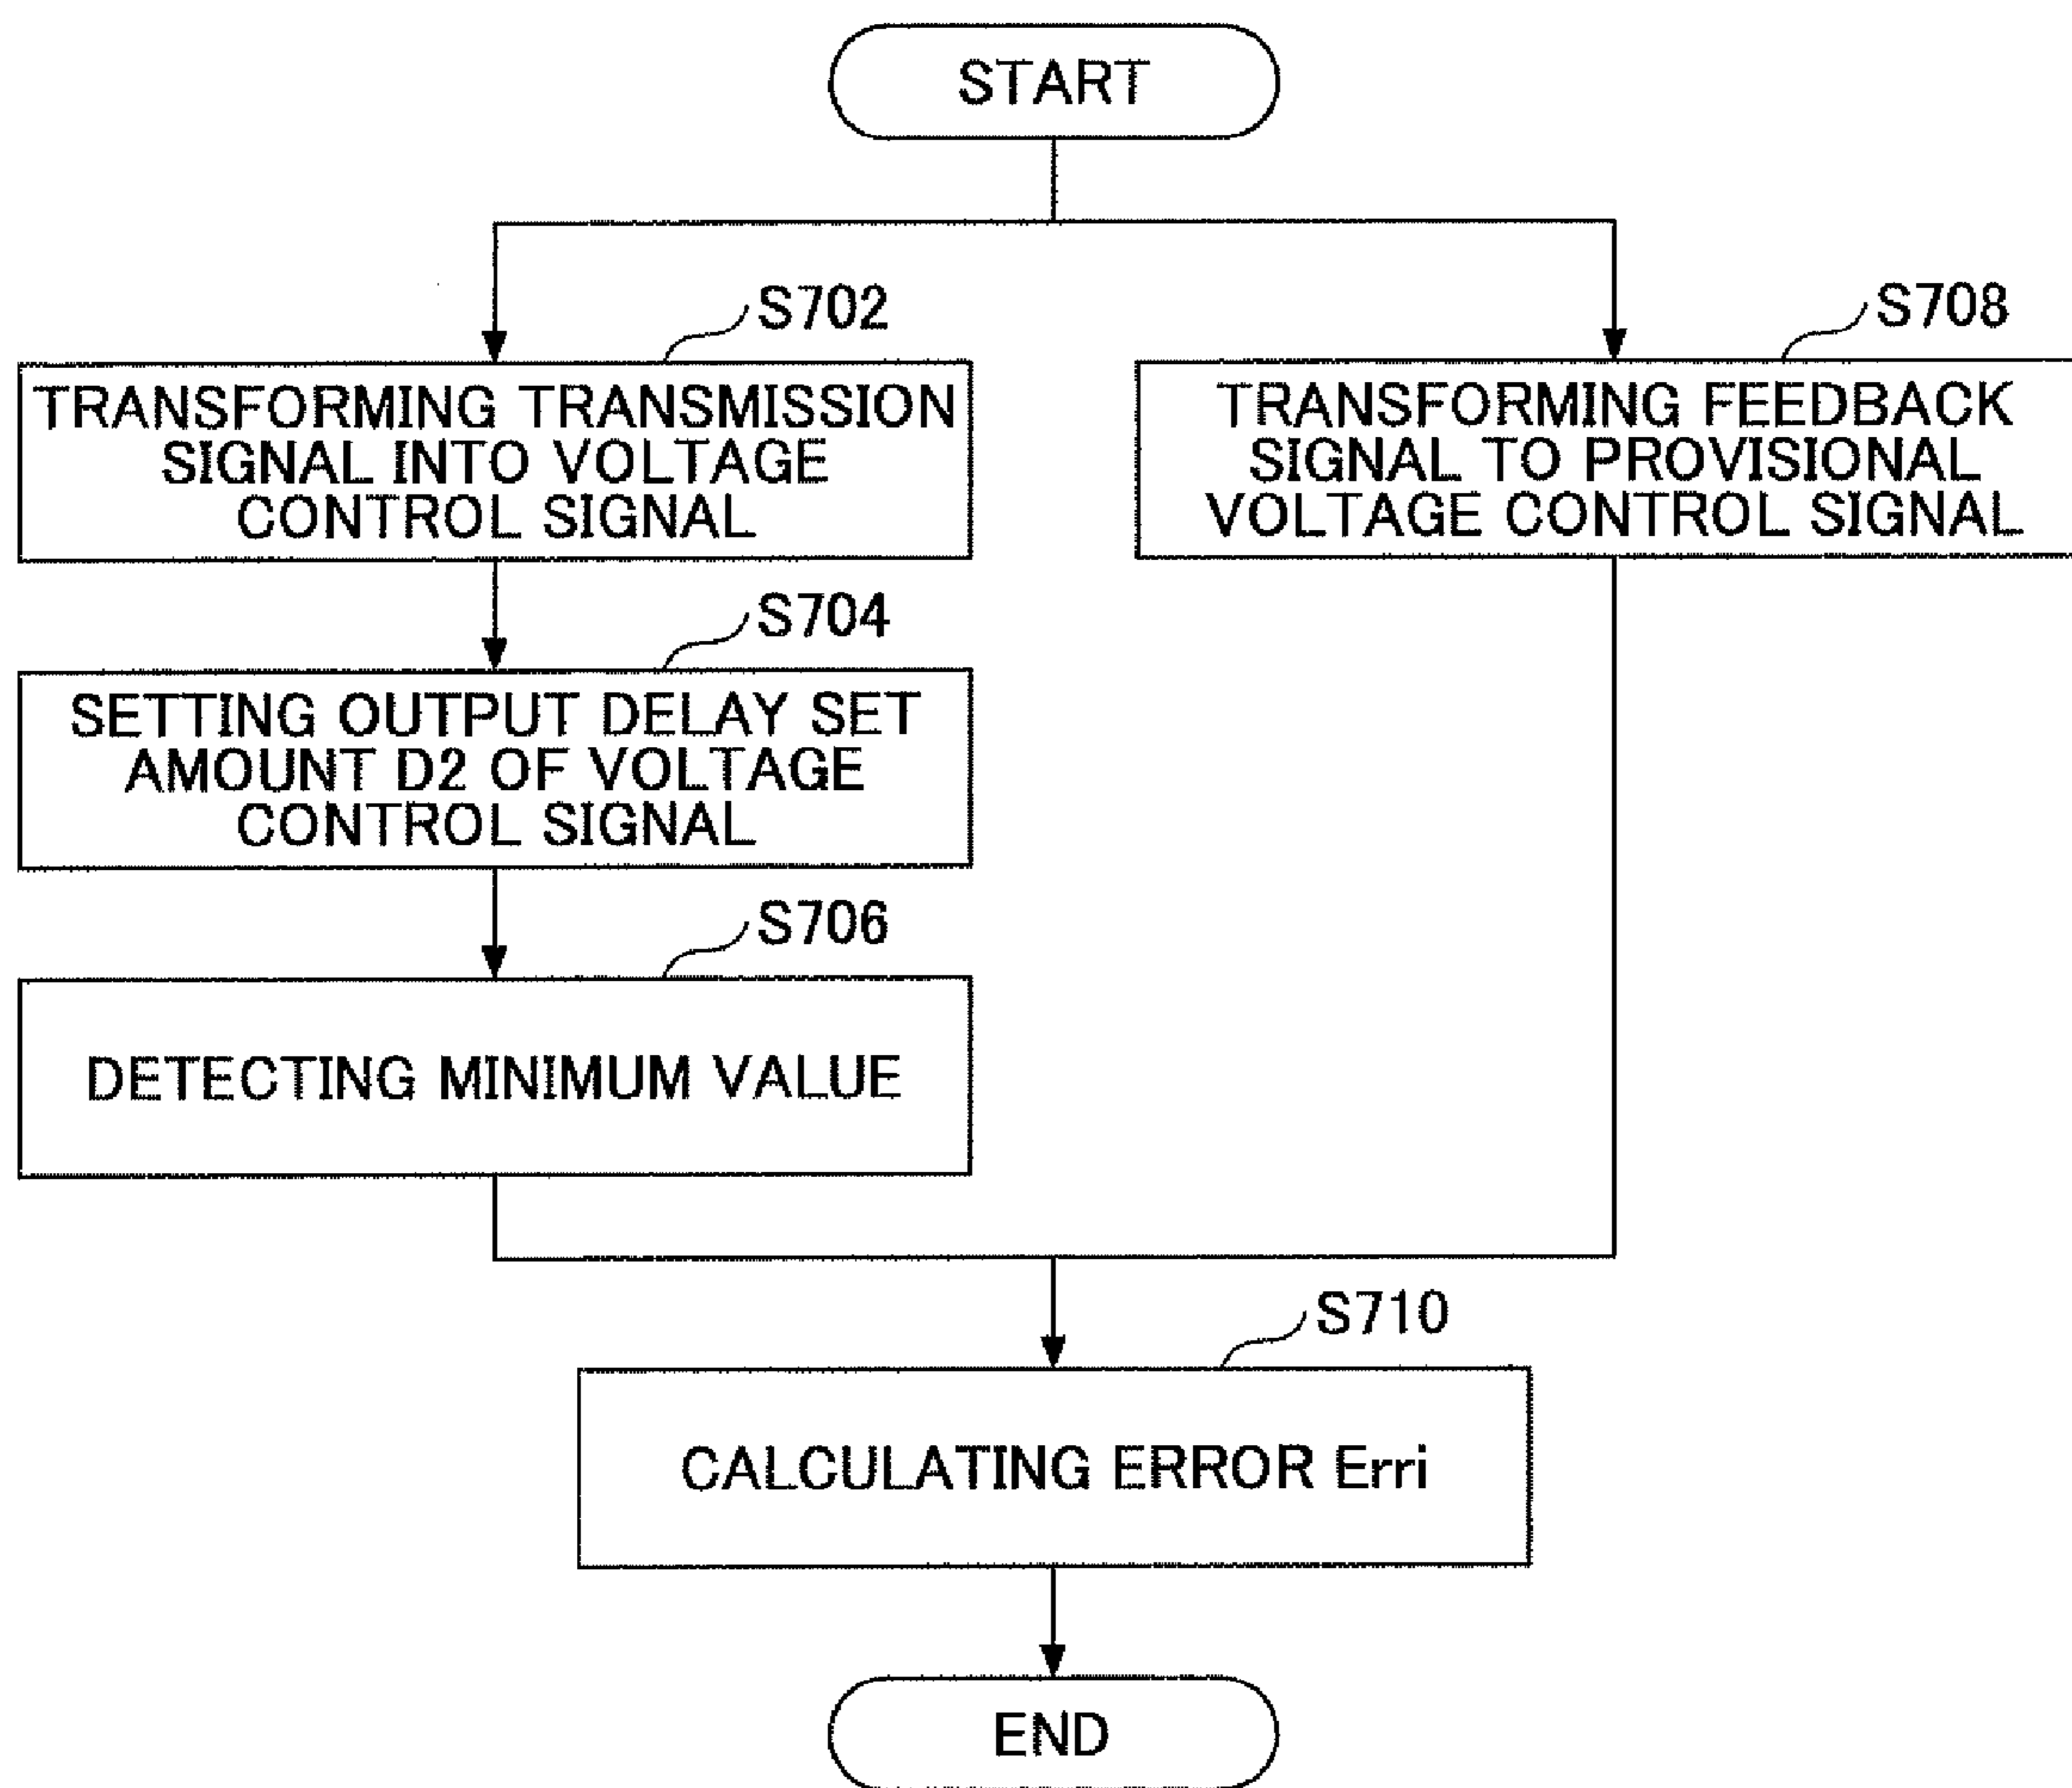 START
S702
TRANSFORMING TRANSMISSION
SIGNAL INTO VOLTAGE
CONTROL SIGNAL
S704
SETTING OUTPUT DELAY SET
AMOUNT D2 OF VOLTAGE
CONTROL SIGNAL
S706
DETECTING MINIMUM VALUE
S708
TRANSFORMING FEEDBACK
SIGNAL TO PROVISIONAL
VOLTAGE CONTROL SIGNAL
S710
CALCULATING ERROR Erri
END